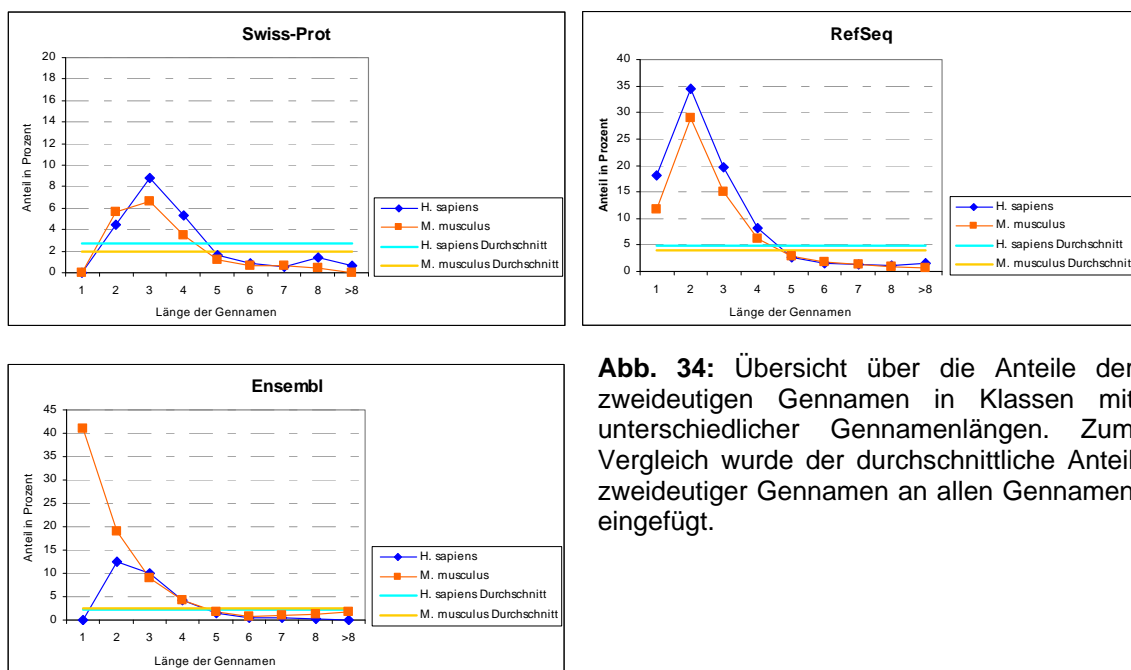 Swiss-Prot
20
18
16
14
12
10
8
6
4
2
0
Anteil in Prozent
1 2 3 4 5 6 7 8 >8
Länge der Gennamen
H. sapiens
M. musculus
H. sapiens Durchschnitt
M. musculus Durchschnitt
RefSeq
40
35
30
25
20
15
10
5
0
Anteil in Prozent
1 2 3 4 5 6 7 8 >8
Länge der Gennamen
H. sapiens
M. musculus
H. sapiens Durchschnitt
M. musculus Durchschnitt
Ensembl
45
40
35
30
25
20
15
10
5
0
Anteil in Prozent
1 2 3 4 5 6 7 8 >8
Länge der Gennamen
H. sapiens
M. musculus
H. sapiens Durchschnitt
M. musculus Durchschnitt
Abb. 34: Übersicht über die Anteile der
zweideutigen Gennamen in Klassen mit
unterschiedlicher Gennamenlängen. Zum
Vergleich wurde der durchschnittliche Anteil
zweideutiger Gennamen an allen Gennamen
eingefügt.